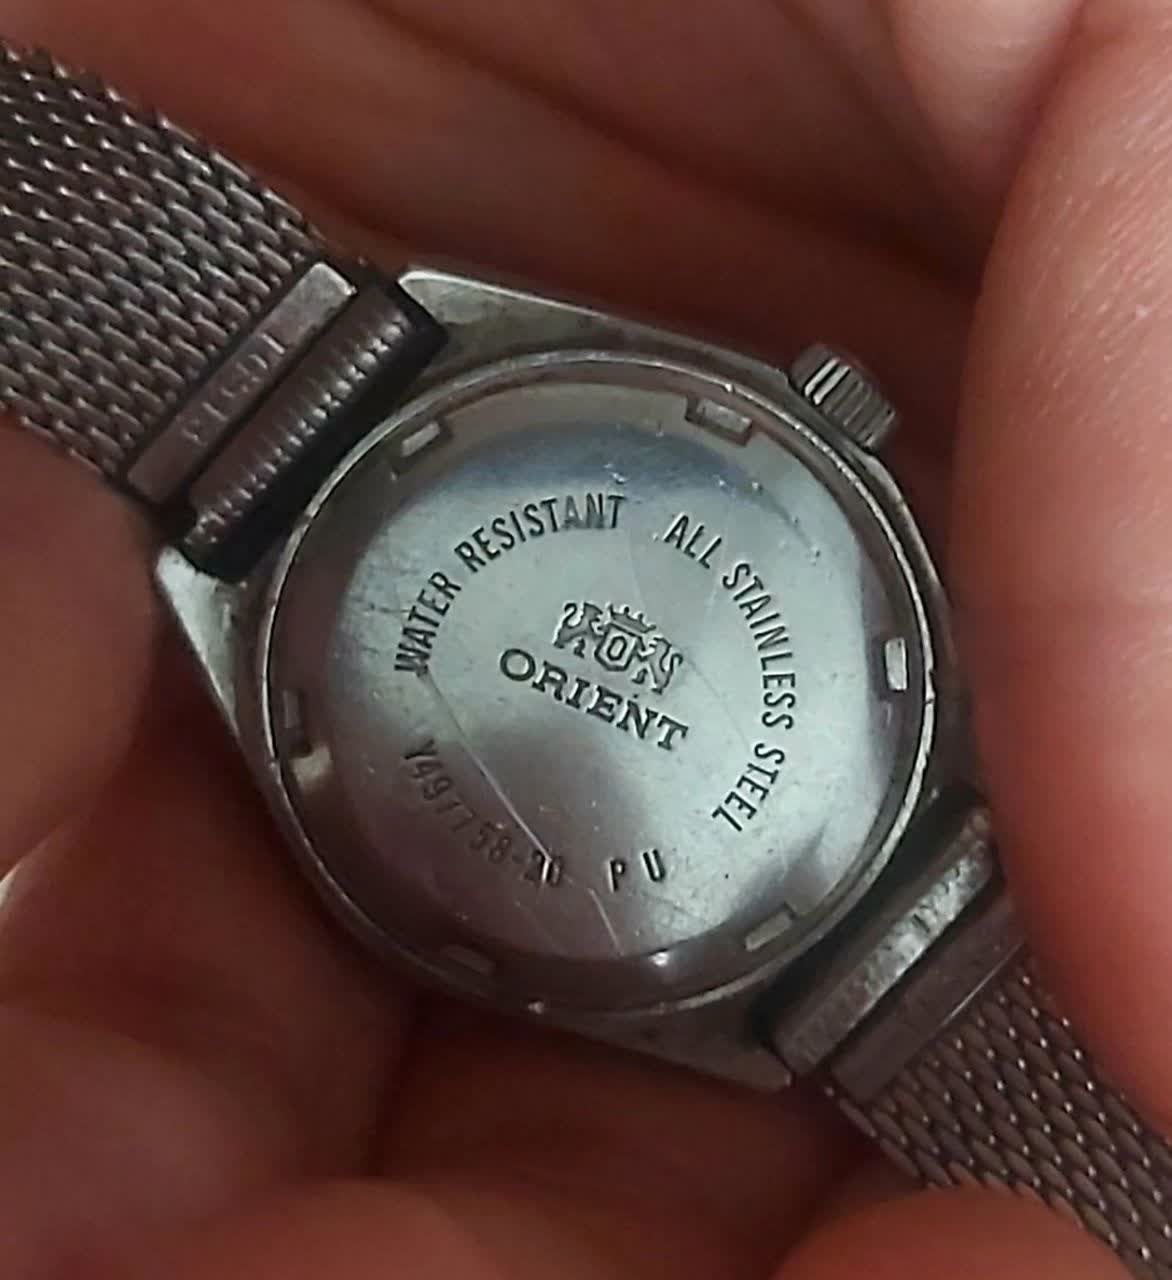 WATER RESISTANT ALL STAINLESS STEEL
O
ORIENT
PU